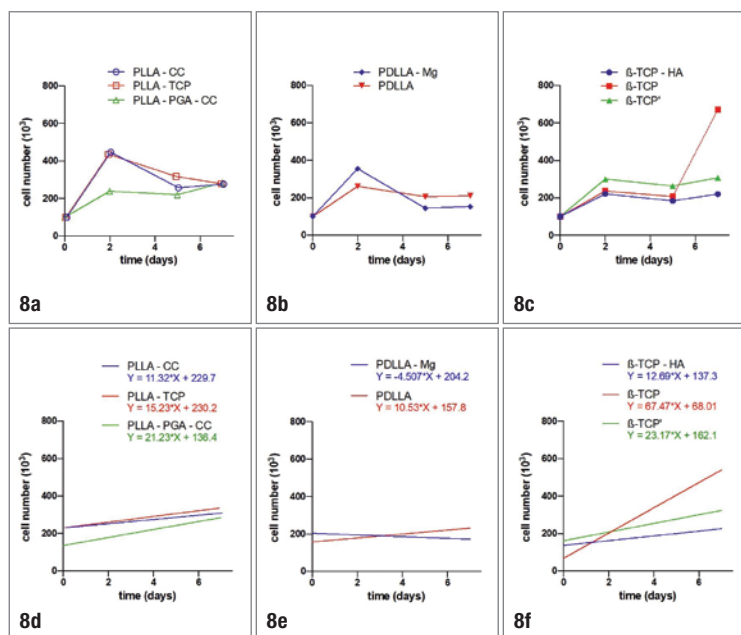 PLLA - CC
PLLA - TCP
PLLA - PGA - CC
800
600
400
200
0
cell number (10³)
0 2 4 6
time (days)
8a
PDLLA - Mg
PDLLA
800
600
400
200
0
cell number (10³)
0 2 4 6
time (days)
8b
ß-TCP - HA
ß-TCP
ß-TCP'
800
600
400
200
0
cell number (10³)
0 2 4 6
time (days)
8c
PLLA - CC
Y = 11.32*X + 229.7
PLLA - TCP
Y = 15.23*X + 230.2
PLLA - PGA - CC
Y = 21.23*X + 136.4
800
600
400
200
0
cell number (10³)
0 2 4 6
time (days)
8d
PDLLA - Mg
Y = -4.507*X + 204.2
PDLLA
Y = 10.53*X + 157.8
800
600
400
200
0
cell number (10³)
0 2 4 6
time (days)
8e
ß-TCP - HA
Y = 12.69*X + 137.3
ß-TCP
Y = 67.47*X + 68.01
ß-TCP'
Y = 23.17*X + 162.1
800
600
400
200
0
cell number (10³)
0 2 4 6
time (days)
8f